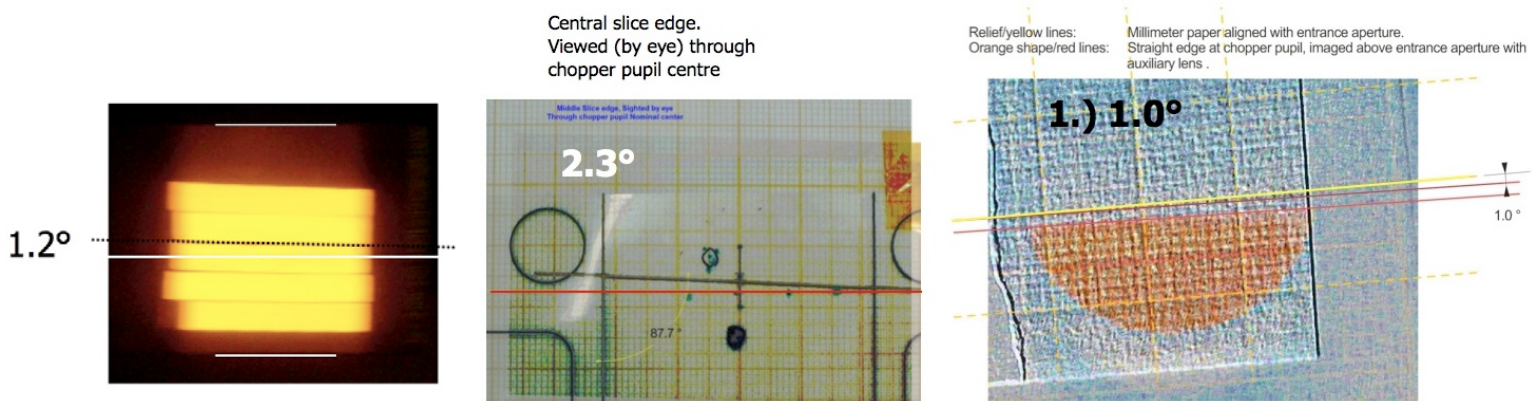 1.2°
Central slice edge.
Viewed (by eye) through
chopper pupil centre
Middle Slice edge, Sighted by eye
Through chopper pupil Nominal center
2.3°
87.7 °
Relief/yellow lines: Millimeter paper aligned with entrance aperture.
Orange shape/red lines: Straight edge at chopper pupil, imaged above entrance aperture with
auxiliary lens .
1.) 1.0°
1.0 °